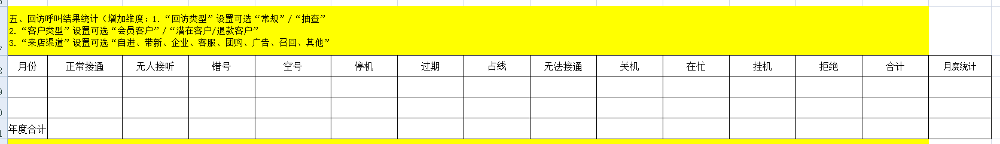 五、回访呼叫结果统计（增加维度：1.“回访类型”设置可选“常规”/“抽查”
2.“客户类型”设置可选“会员客户”/“潜在客户/退款客户”
3.“来店渠道”设置可选“自进、带新、企业、客服、团购、广告、召回、其他”
月份 正常接通 无人接听 错号 空号 停机 过期 占线 无法接通 关机 在忙 挂机 拒绝 合计 月度统计
年度合计